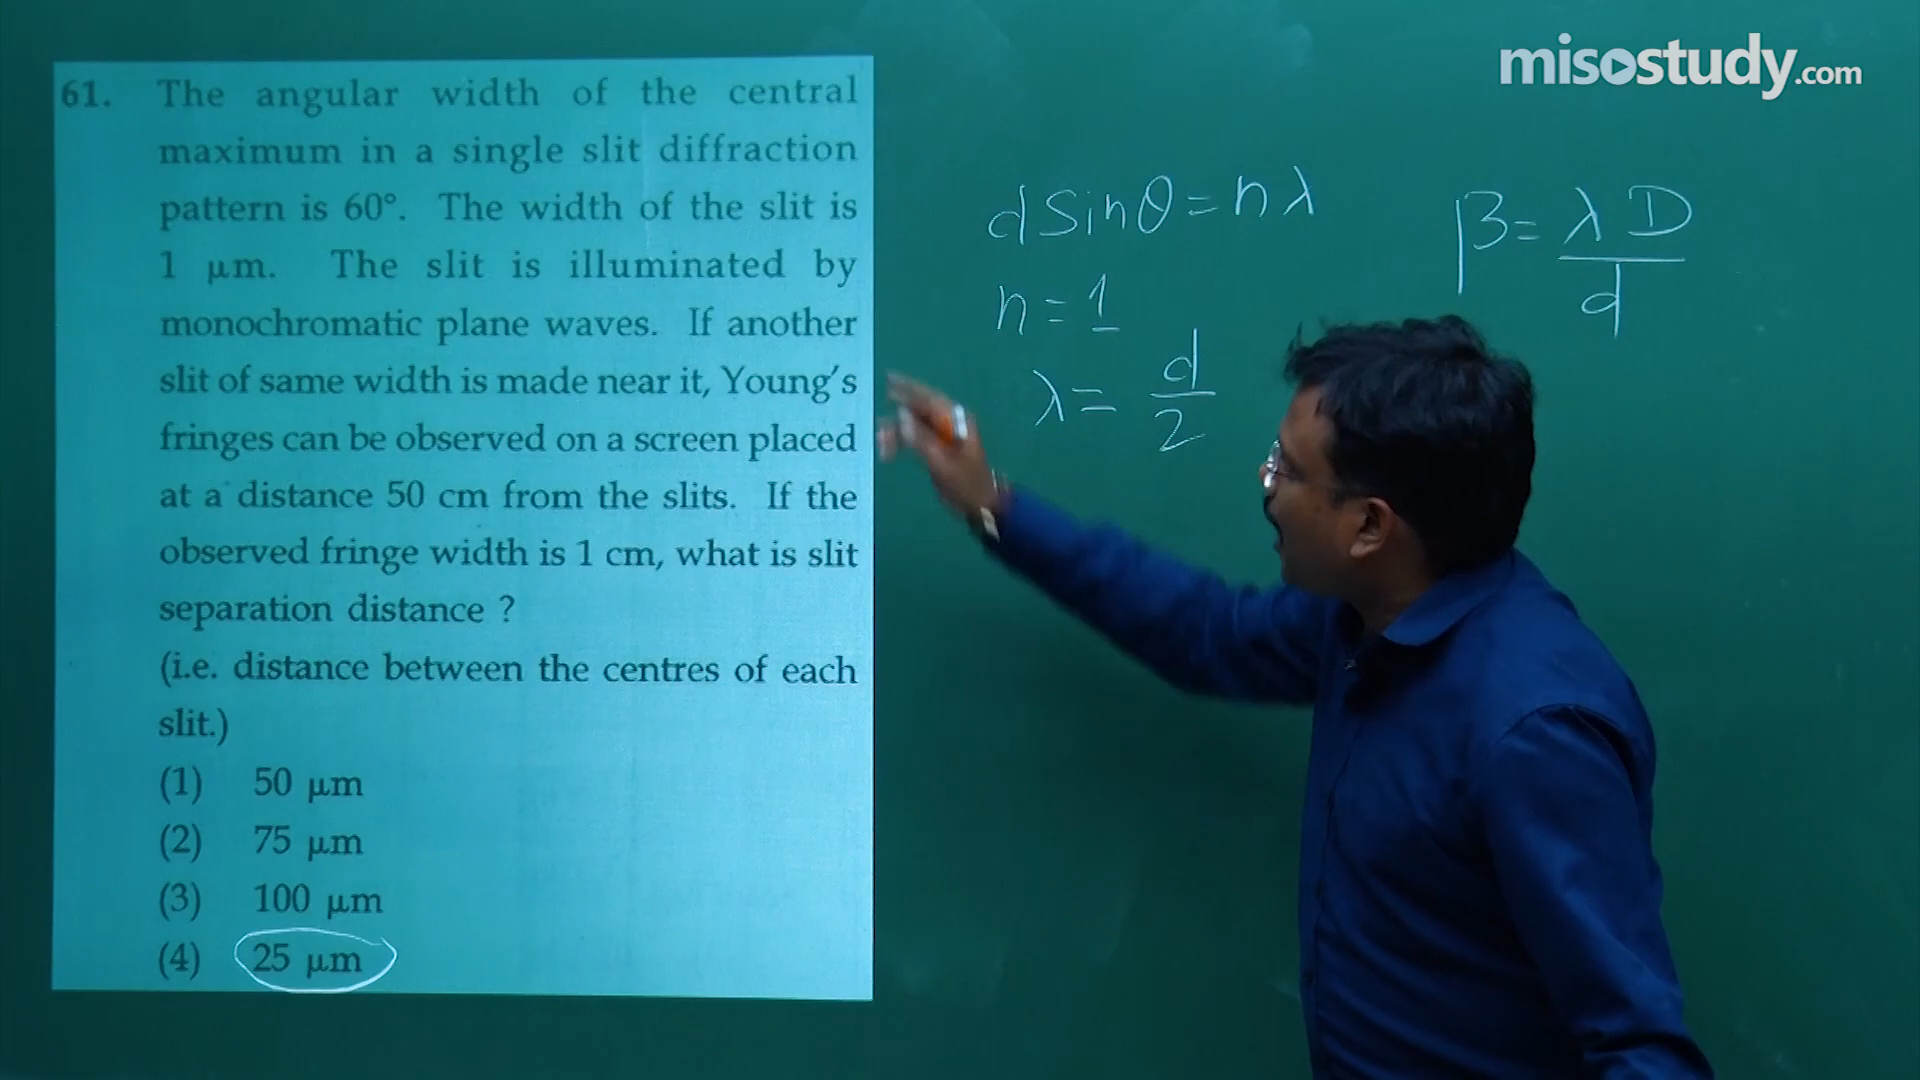 misostudy.com
61. The angular width of the central
maximum in a single slit diffraction
pattern is 60°. The width of the slit is
1 μm. The slit is illuminated by
monochromatic plane waves. If another
slit of same width is made near it, Young's
fringes can be observed on a screen placed
at a distance 50 cm from the slits. If the
observed fringe width is 1 cm, what is slit
separation distance ?
(i.e. distance between the centres of each
slit.)
(1) 50 μm
(2) 75 μm
(3) 100 μm
(4) 25 μm
d Sinθ = nλ
n = 1
λ = d/2
β = λD/d